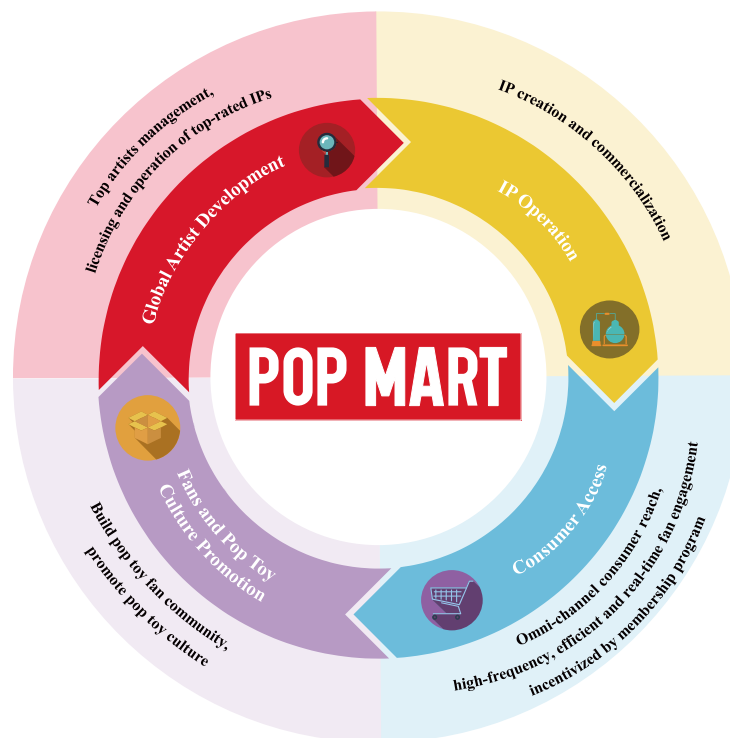 Top artists management,
licensing and operation of top-rated IPs
Global Artist Development
IP creation and commercialization
IP Operation
POP MART
Consumer Access
Omni-channel consumer reach,
high-frequency, efficient and real-time fan engagement
incentivized by membership program
Fans and Pop Toy
Culture Promotion
Build pop toy fan community,
promote pop toy culture